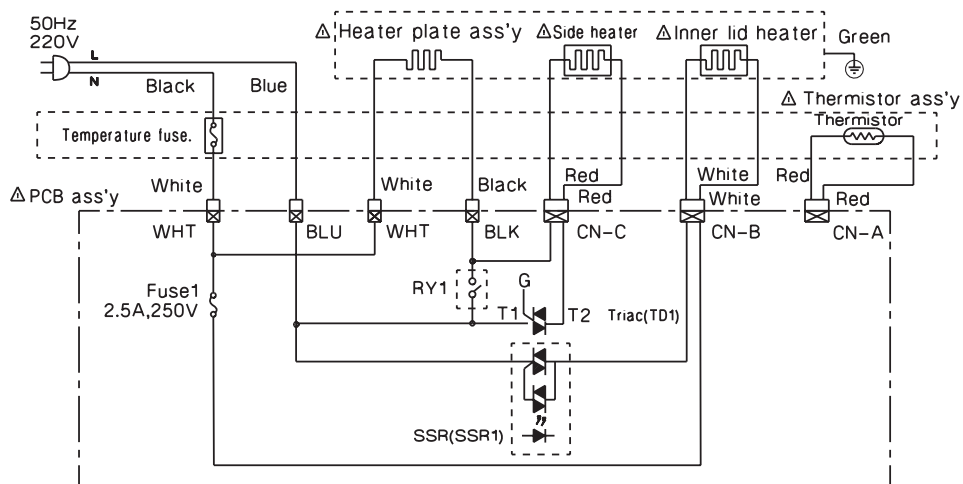 50Hz
220V
L
N
Black
Blue
⚠ Heater plate ass'y
⚠ Side heater
⚠ Inner lid heater
Green
⚠ Thermistor ass'y
Thermistor
Temperature fuse.
White
White
Black
Red
Red
White
White
Red
Red
⚠ PCB ass'y
WHT
BLU
WHT
BLK
CN-C
CN-B
CN-A
RY1
G
Fuse1
2.5A,250V
T1
T2
Triac(TD1)
SSR(SSR1)